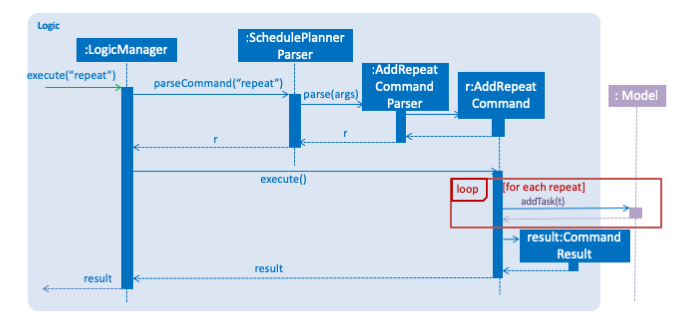 Logic
:LogicManager
:SchedulePlanner
Parser
execute("repeat")
parseCommand("repeat")
parse(args)
:AddRepeat
Command
Parser
r:AddRepeat
Command
: Model
r
r
execute()
loop
[for each repeat]
addTask(t)
result:Command
Result
result
result